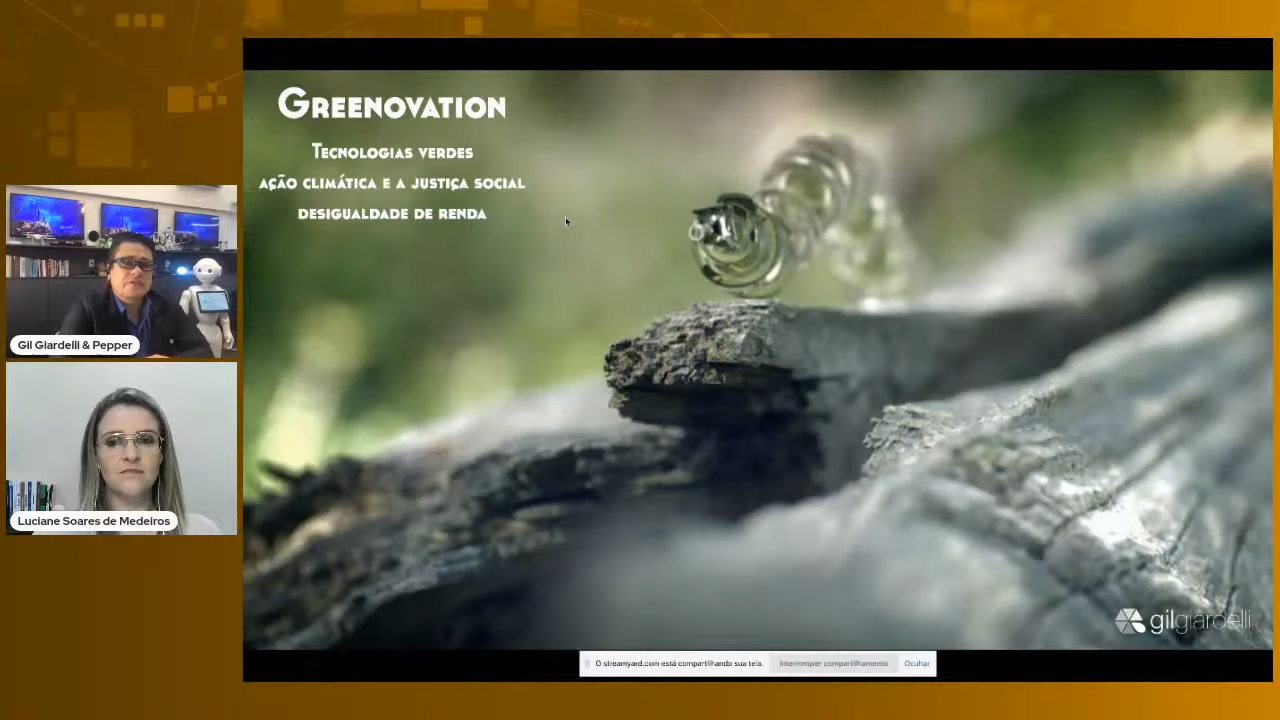 GREENOVATION
TECNOLOGIAS VERDES
AÇÃO CLIMÁTICA E A JUSTIÇA SOCIAL
DESIGUALDADE DE RENDA
Gil Giardelli & Pepper
Luciane Soares de Medeiros
gilgiardelli
O streamyard.com está compartilhando sua tela.
Interromper compartilhamento
Ocultar